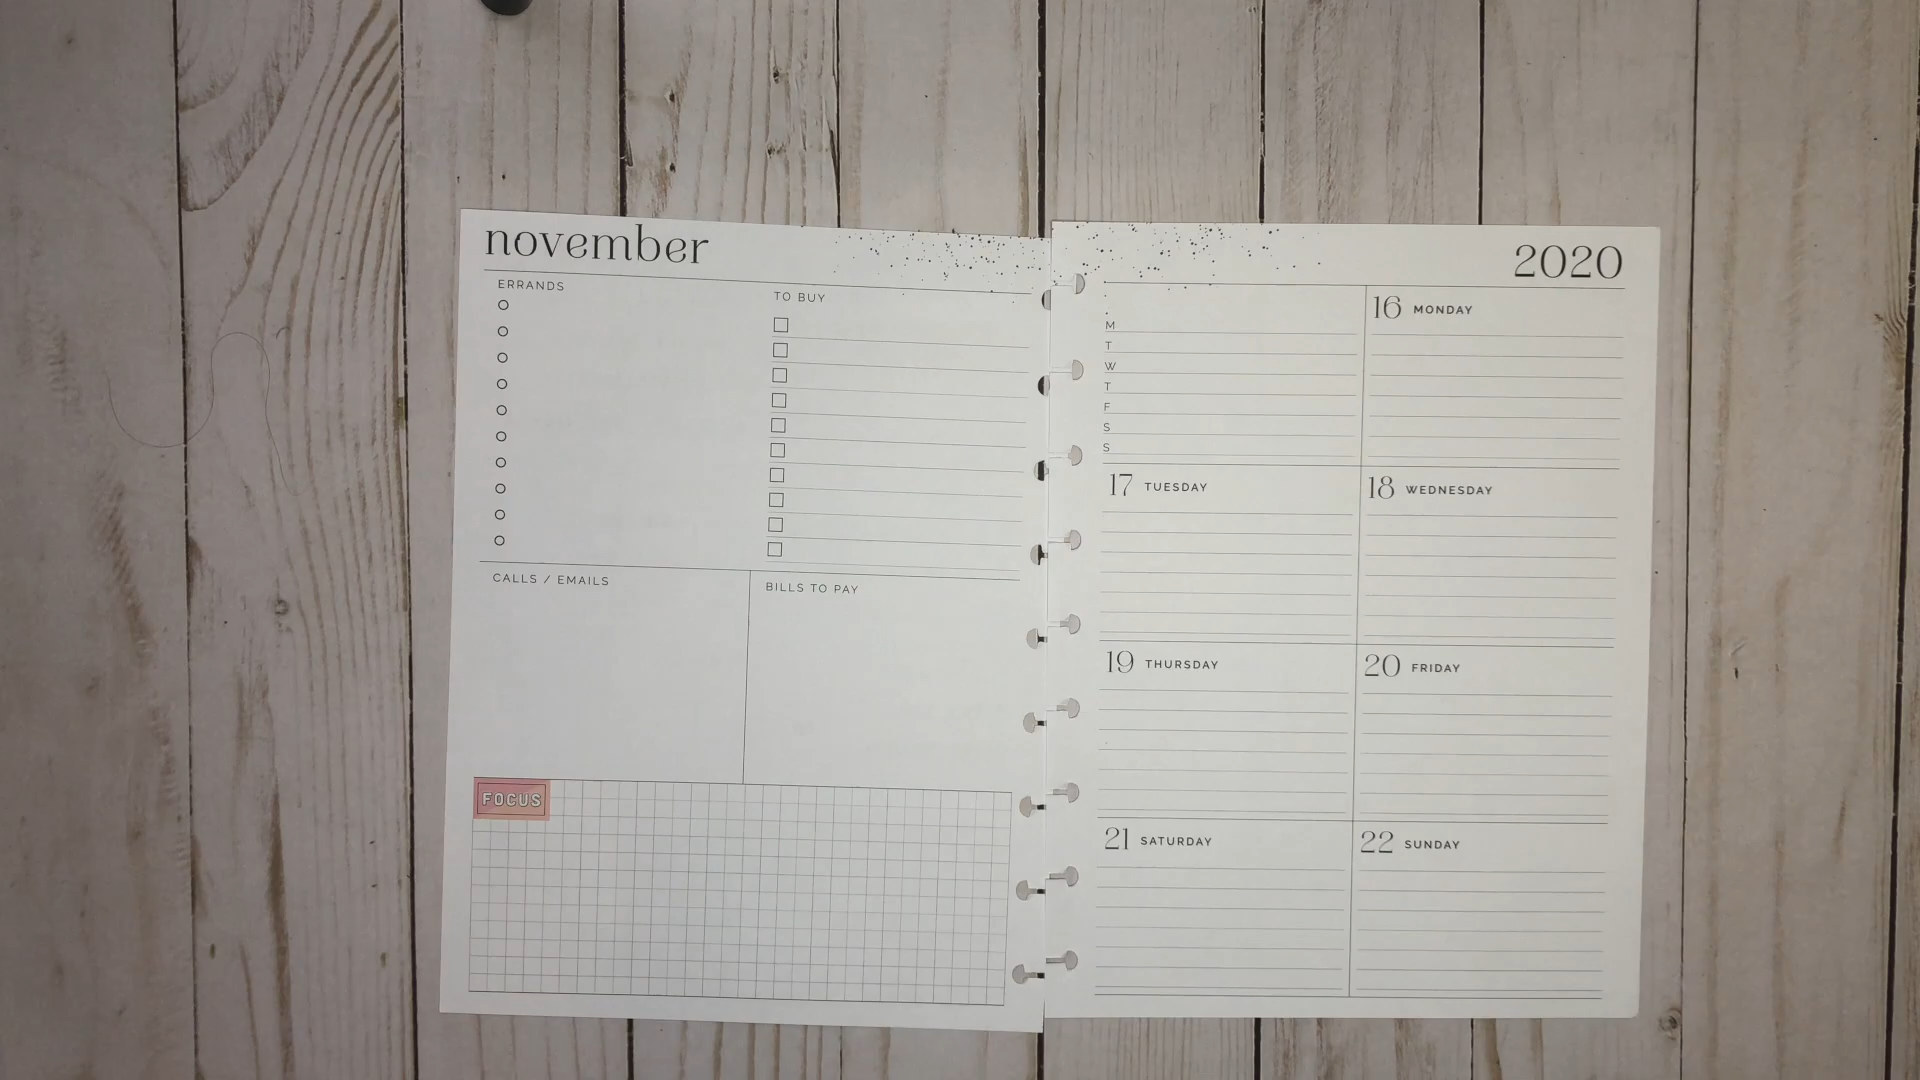 november
ERRANDS
TO BUY
CALLS / EMAILS
BILLS TO PAY
FOCUS
2020
M
T
W
T
F
S
S
16 MONDAY
17 TUESDAY
18 WEDNESDAY
19 THURSDAY
20 FRIDAY
21 SATURDAY
22 SUNDAY